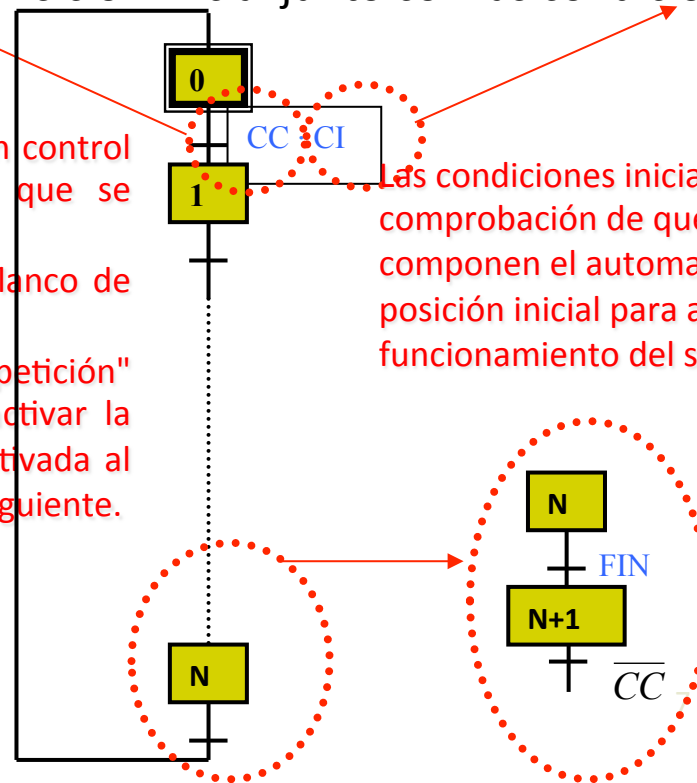 0
CC · CI
1
n control
que se
lanco de
petición"
ctivar la
tivada al
guiente.
Las condiciones inicia
comprobación de que
componen el automa
posición inicial para a
funcionamiento del s
N
FIN
N+1
C̅C̅
N